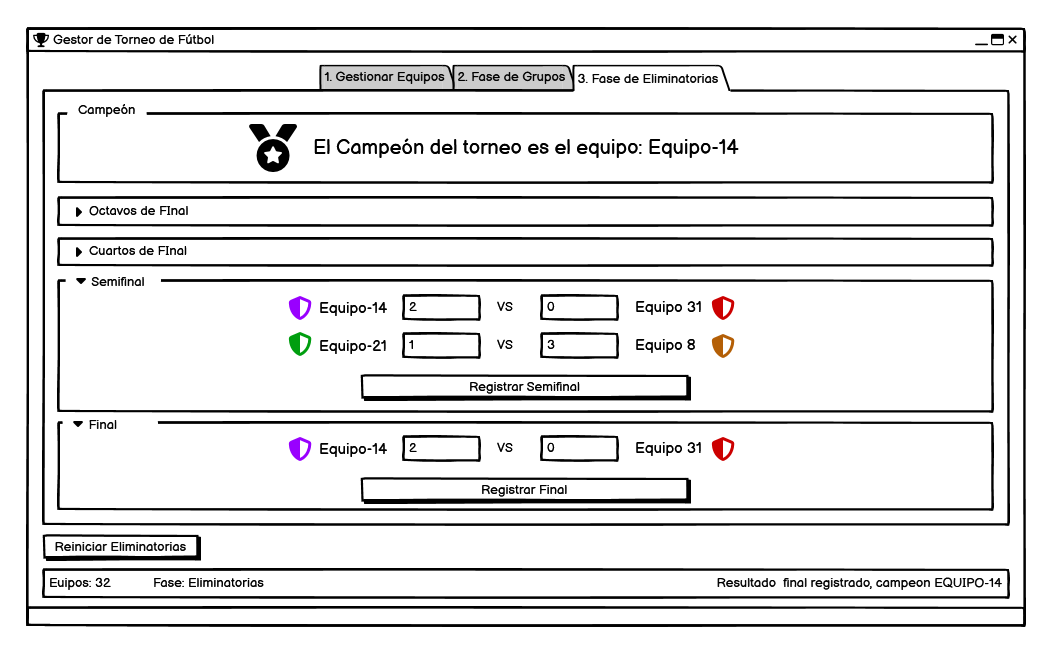 Gestor de Torneo de Fútbol
1. Gestionar Equipos 2. Fase de Grupos 3. Fase de Eliminatorias
Campeón
El Campeón del torneo es el equipo: Equipo-14
Octavos de FInal
Cuartos de FInal
Semifinal
Equipo-14 2 VS 0 Equipo 31
Equipo-21 1 VS 3 Equipo 8
Registrar Semifinal
Final
Equipo-14 2 VS 0 Equipo 31
Registrar Final
Reiniciar Eliminatorias
Euipos: 32 Fase: Eliminatorias Resultado final registrado, campeon EQUIPO-14